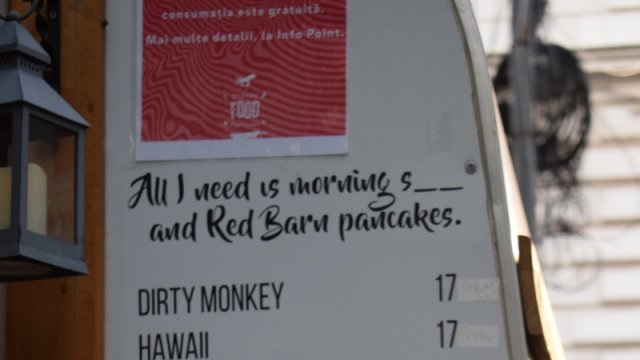 consumația este gratuită.
Mai multe detalii, la Info Point.
FOOD
All I need is morning s__
and Red Barn pancakes.
DIRTY MONKEY 17
HAWAII 17